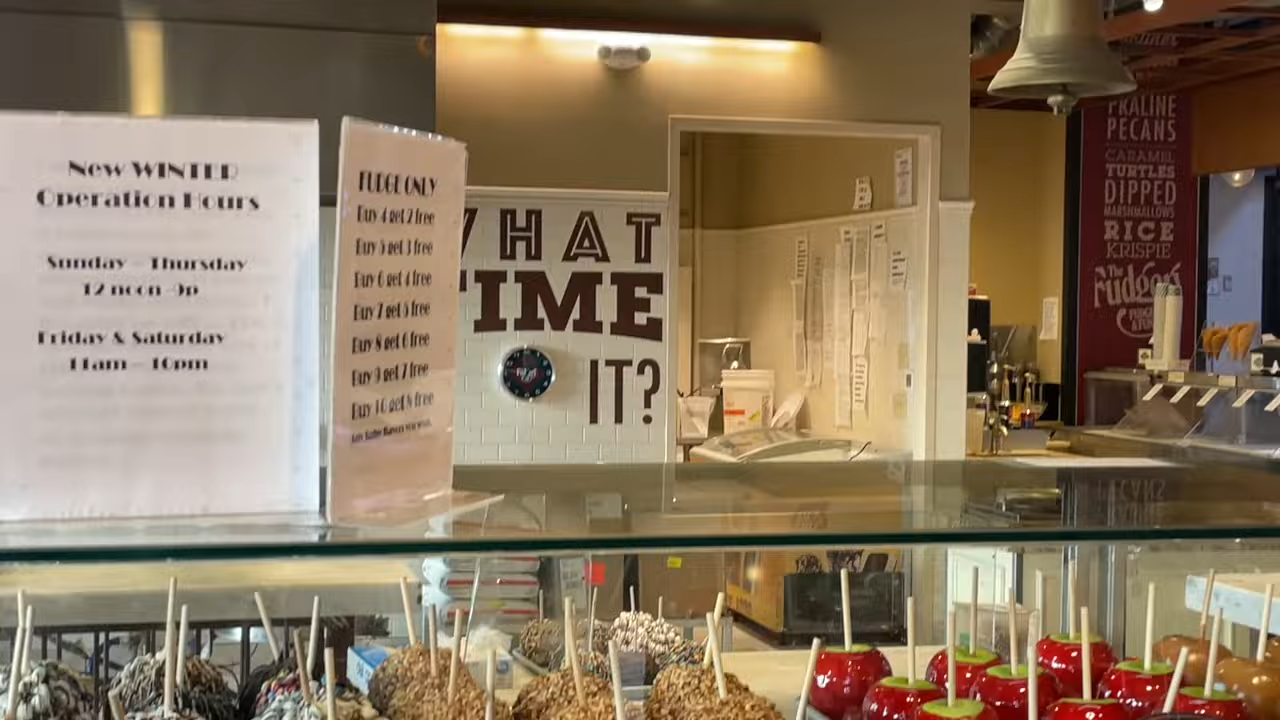 New WINTER
Operation Hours
Sunday - Thursday
12 noon -9p
Friday & Saturday
11am - 10pm
FUDGE ONLY
Buy 4 get 2 free
Buy 5 get 3 free
Buy 6 get 4 free
Buy 7 get 5 free
Buy 8 get 6 free
Buy 9 get 7 free
Buy 10 get 8 free
WHAT
TIME
IT?
PRALINE
PECANS
CARAMEL
TURTLES
DIPPED
MARSHMALLOWS
RICE
KRISPIE
The
Fudgery